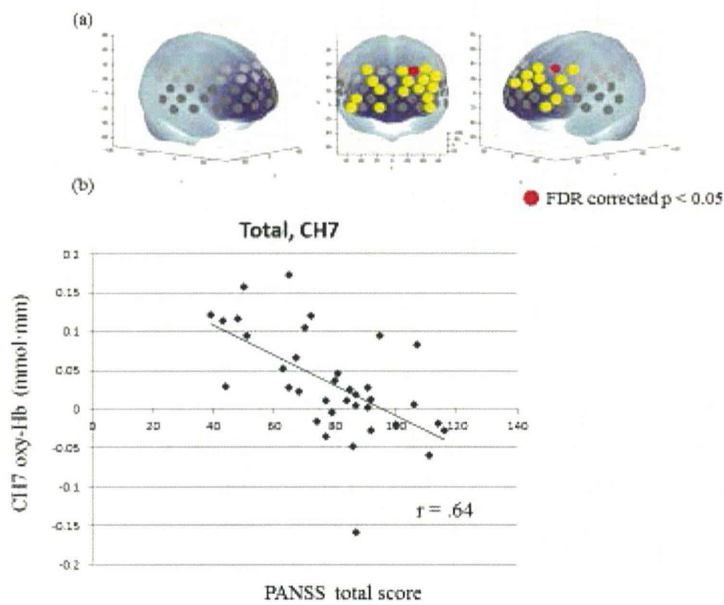 (a)
(b)
FDR corrected p < 0.05
Total, CH7
0.2
0.15
0.1
0.05
0
-0.05
-0.1
-0.15
-0.2
0 20 40 60 80 100 120 140
r = .64
CH7 oxy-Hb (mmol·mm)
PANSS total score